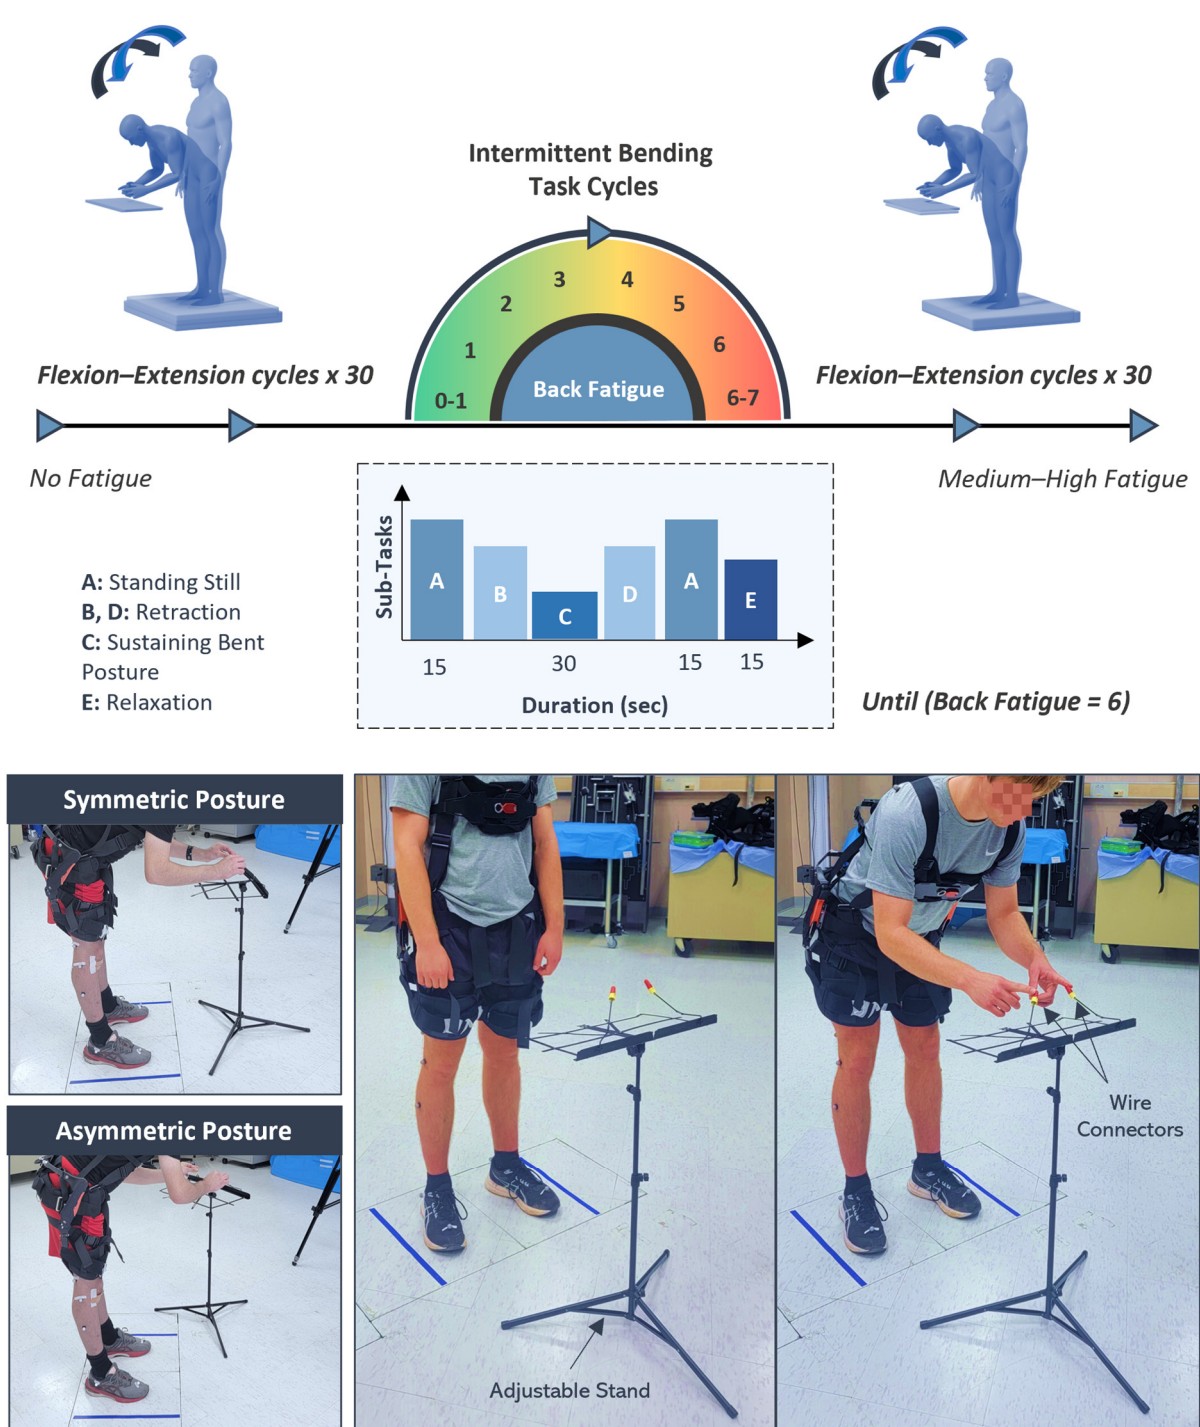 Intermittent Bending
Task Cycles
0-1
1
2
3
4
5
6
6-7
Back Fatigue
Flexion–Extension cycles x 30
Flexion–Extension cycles x 30
No Fatigue
Medium–High Fatigue
A: Standing Still
B, D: Retraction
C: Sustaining Bent
Posture
E: Relaxation
Sub-Tasks
A
B
C
D
A
E
15
30
15
15
Duration (sec)
Until (Back Fatigue = 6)
Symmetric Posture
Asymmetric Posture
Wire
Connectors
Adjustable Stand